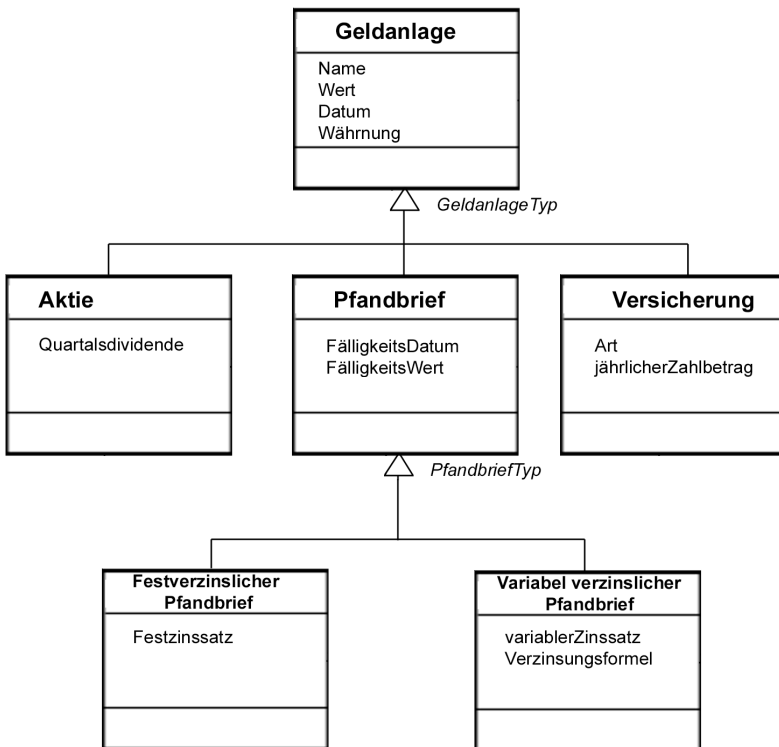 Geldanlage
Name
Wert
Datum
Währnung
GeldanlageTyp
Aktie
Quartalsdividende
Pfandbrief
FälligkeitsDatum
FälligkeitsWert
Versicherung
Art
jährlicherZahlbetrag
PfandbriefTyp
Festverzinslicher
Pfandbrief
Festzinssatz
Variabel verzinslicher
Pfandbrief
variablerZinssatz
Verzinsungsformel